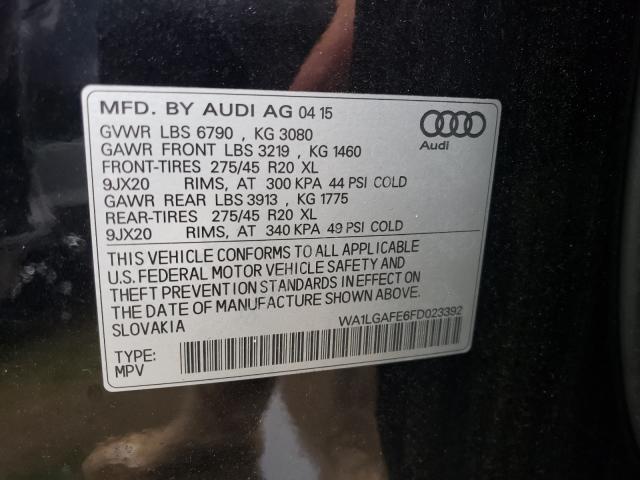 MFD. BY AUDI AG 04 15
GVWR LBS 6790 , KG 3080
GAWR FRONT LBS 3219 , KG 1460
FRONT-TIRES 275/45 R20 XL
9JX20 RIMS, AT 300 KPA 44 PSI COLD
GAWR REAR LBS 3913 , KG 1775
REAR-TIRES 275/45 R20 XL
9JX20 RIMS, AT 340 KPA 49 PSI COLD
Audi
THIS VEHICLE CONFORMS TO ALL APPLICABLE
U.S. FEDERAL MOTOR VEHICLE SAFETY AND
THEFT PREVENTION STANDARDS IN EFFECT ON
THE DATE OF MANUFACTURE SHOWN ABOVE.
SLOVAKIA
WA1LGAFE6FD023392
TYPE:
MPV